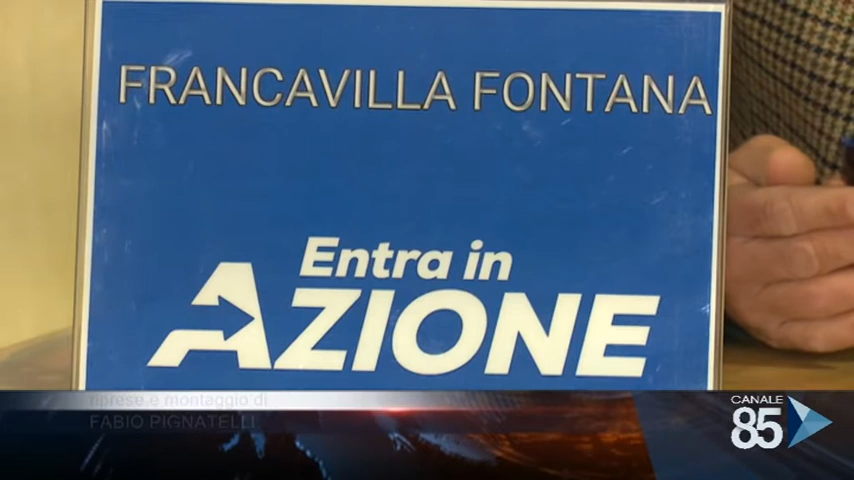 FRANCAVILLA FONTANA
Entra in
AZIONE
riprese e montaggio di
FABIO PIGNATELLI
CANALE
85